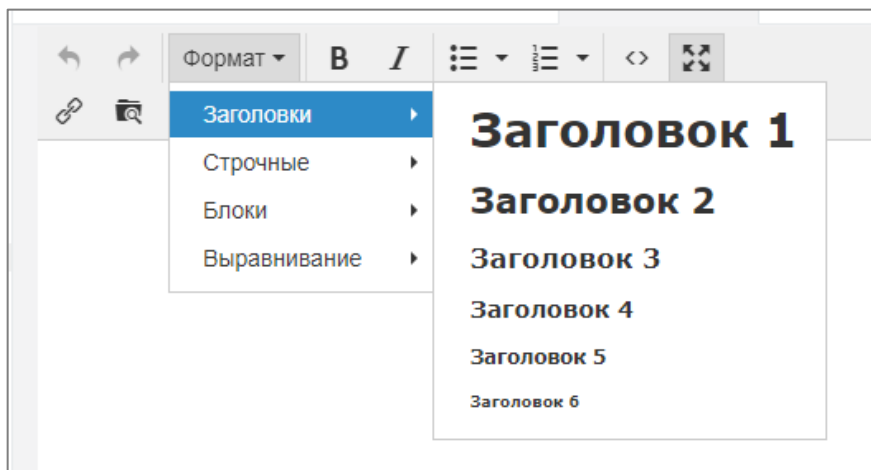 Формат B I
Заголовки
Строчные
Блоки
Выравнивание
Заголовок 1
Заголовок 2
Заголовок 3
Заголовок 4
Заголовок 5
Заголовок 6